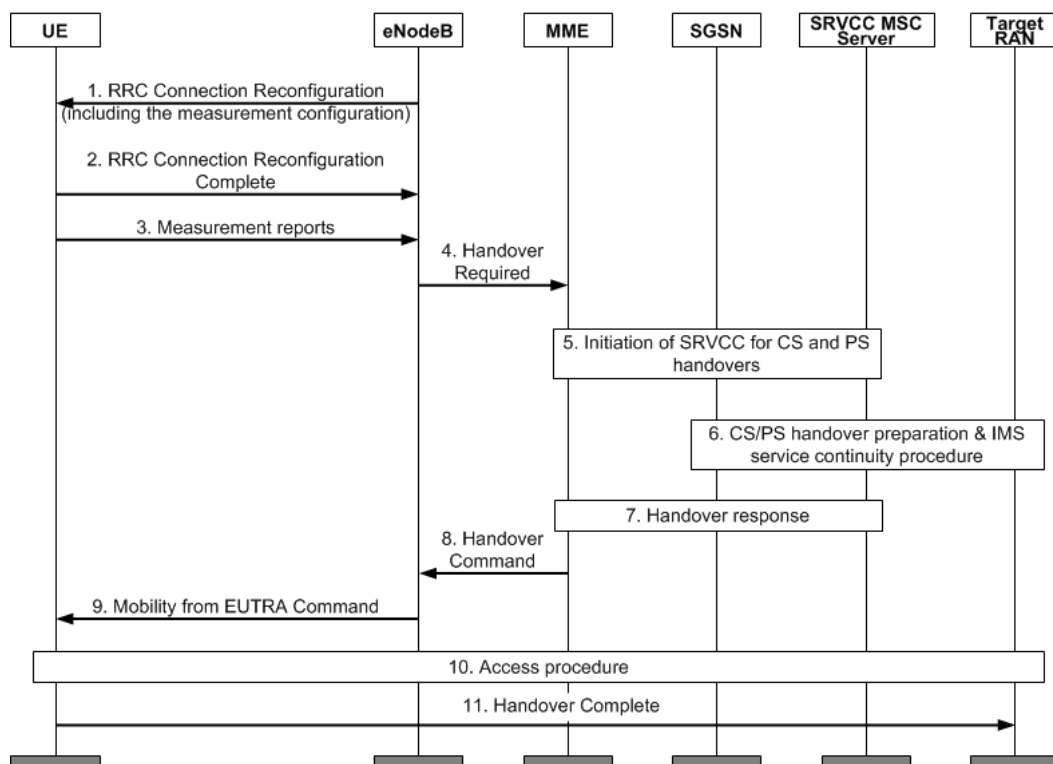 UE
eNodeB
MME
SGSN
SRVCC MSC
Server
Target
RAN
1. RRC Connection Reconfiguration
(including the measurement configuration)
2. RRC Connection Reconfiguration
Complete
3. Measurement reports
4. Handover
Required
5. Initiation of SRVCC for CS and PS
handovers
6. CS/PS handover preparation & IMS
service continuity procedure
7. Handover response
8. Handover
Command
9. Mobility from EUTRA Command
10. Access procedure
11. Handover Complete